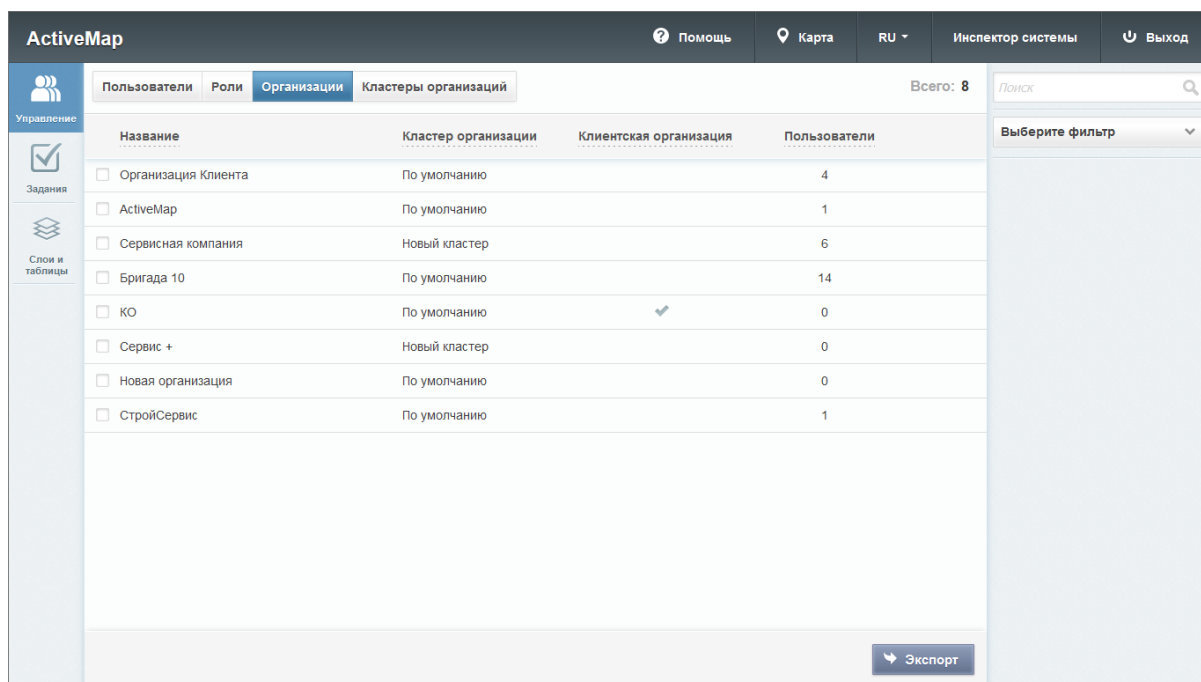 ActiveMap Помощь Карта RU Инспектор системы Выход
Управление
Задания
Слои и
таблицы
Пользователи Роли Организации Кластеры организаций Всего: 8
Название Кластер организации Клиентская организация Пользователи
Организация Клиента По умолчанию 4
ActiveMap По умолчанию 1
Сервисная компания Новый кластер 6
Бригада 10 По умолчанию 14
КО По умолчанию 0
Сервис + Новый кластер 0
Новая организация По умолчанию 0
СтройСервис По умолчанию 1
Экспорт
Поиск
Выберите фильтр